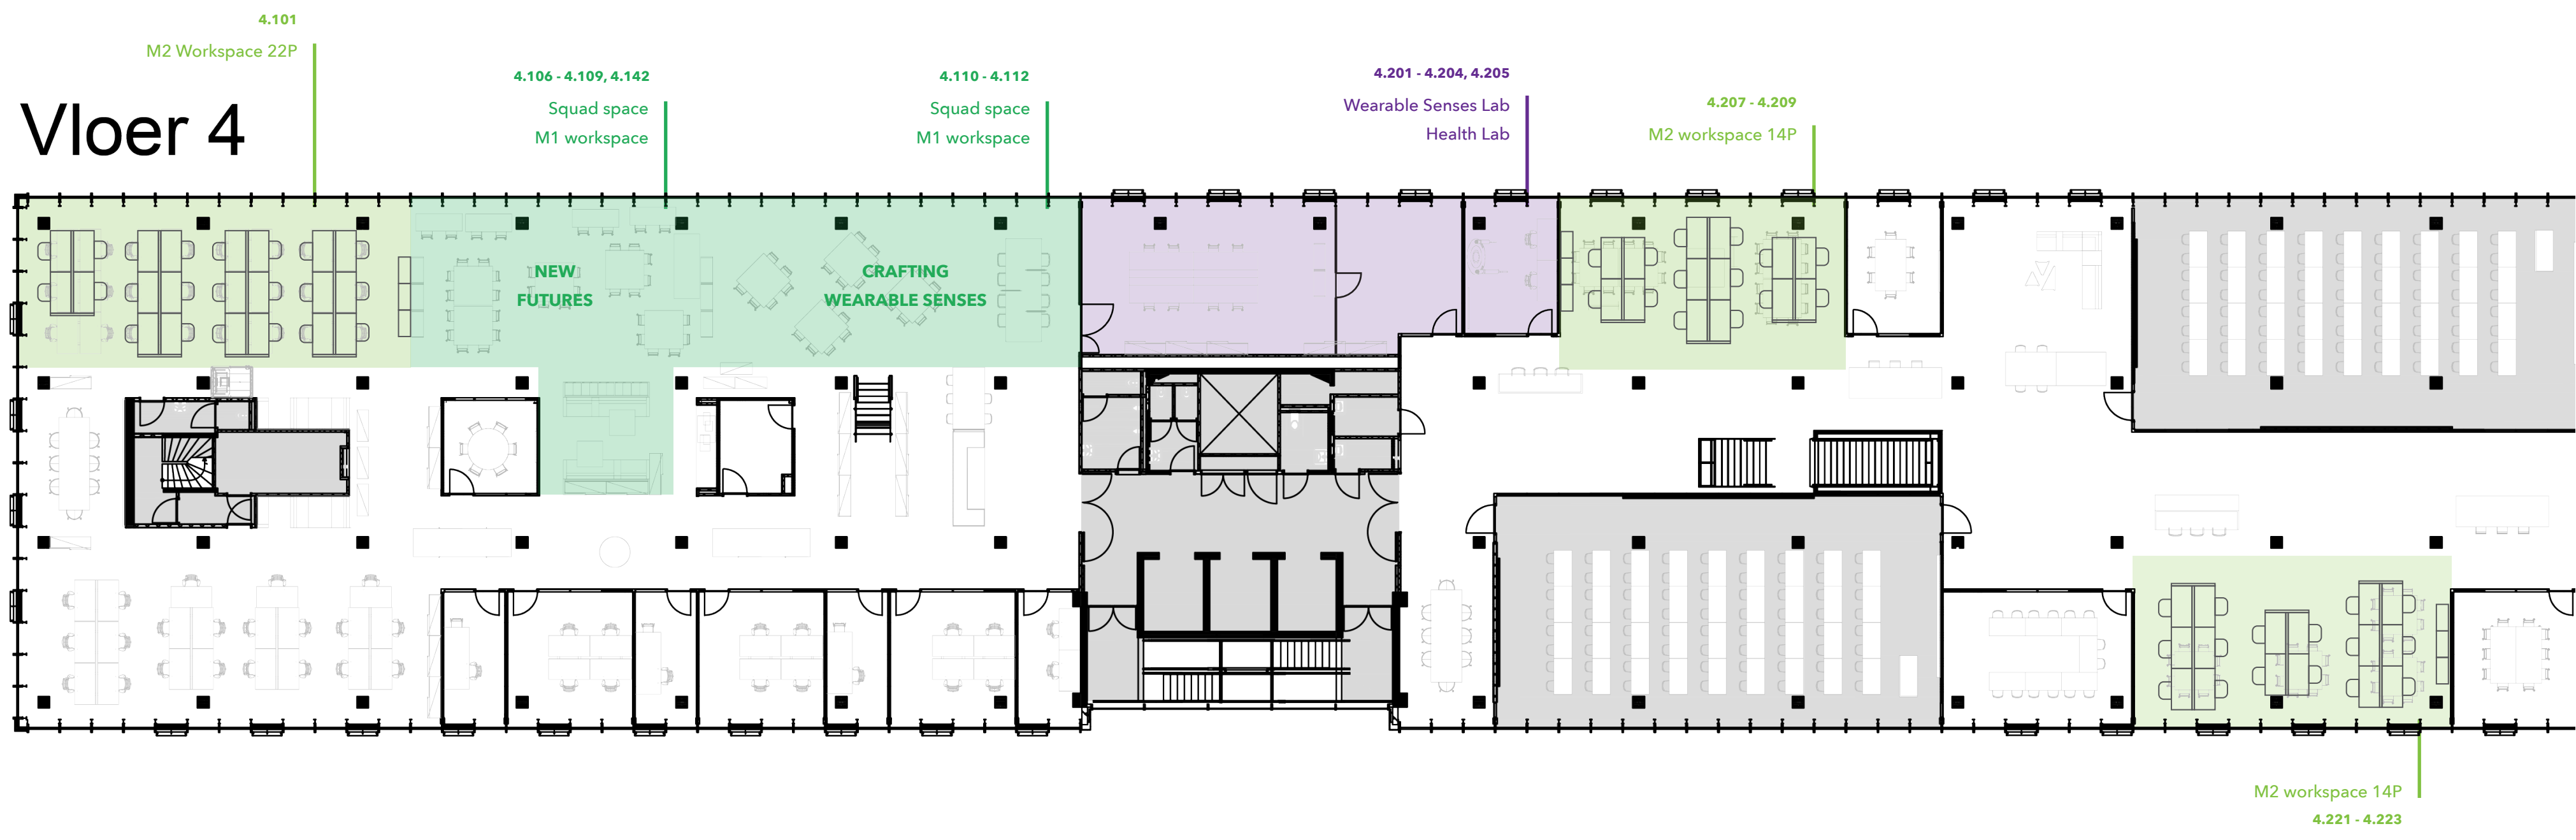 4.101
M2 Workspace 22P
Vloer 4
4.106 - 4.109, 4.142
Squad space
M1 workspace
4.110 - 4.112
Squad space
M1 workspace
4.201 - 4.204, 4.205
Wearable Senses Lab
Health Lab
4.207 - 4.209
M2 workspace 14P
NEW
FUTURES
CRAFTING
WEARABLE SENSES
M2 workspace 14P
4.221 - 4.223